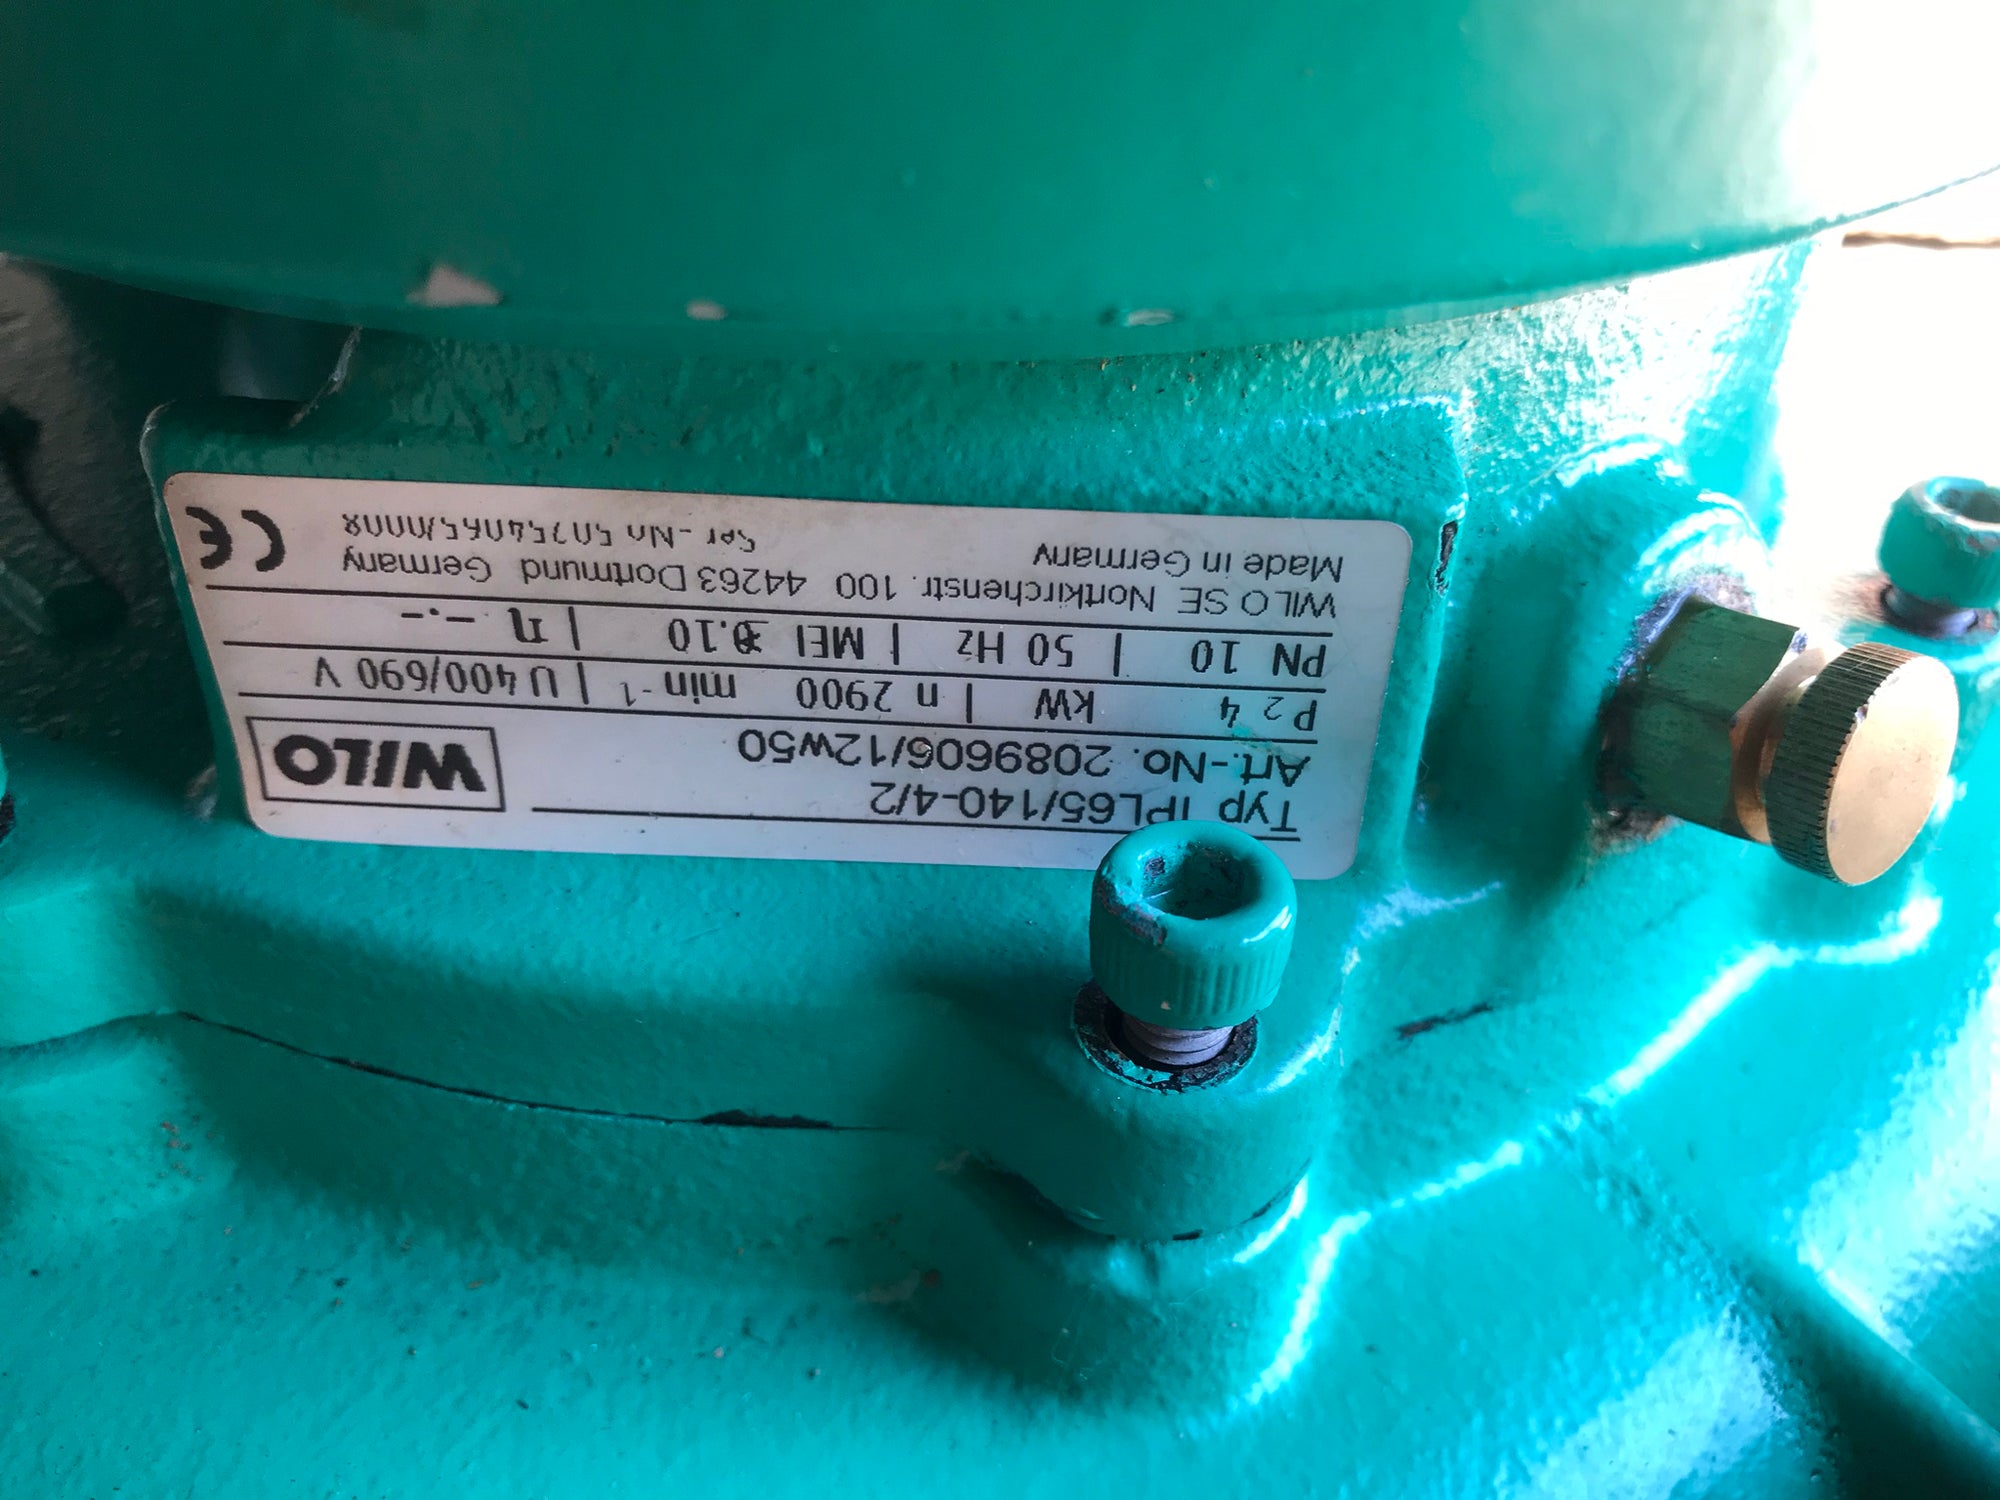 WILO
Typ IPL65/140-4/2
Art.-No. 2089606/12w50
P2 4 kW | n 2900 min⁻¹ | U 400/690 V
PN 10 | 50 Hz | MEI ≥0.10 | η -.-
WILO SE Nortkirchenstr. 100 44263 Dortmund Germany
Made in Germany
CE